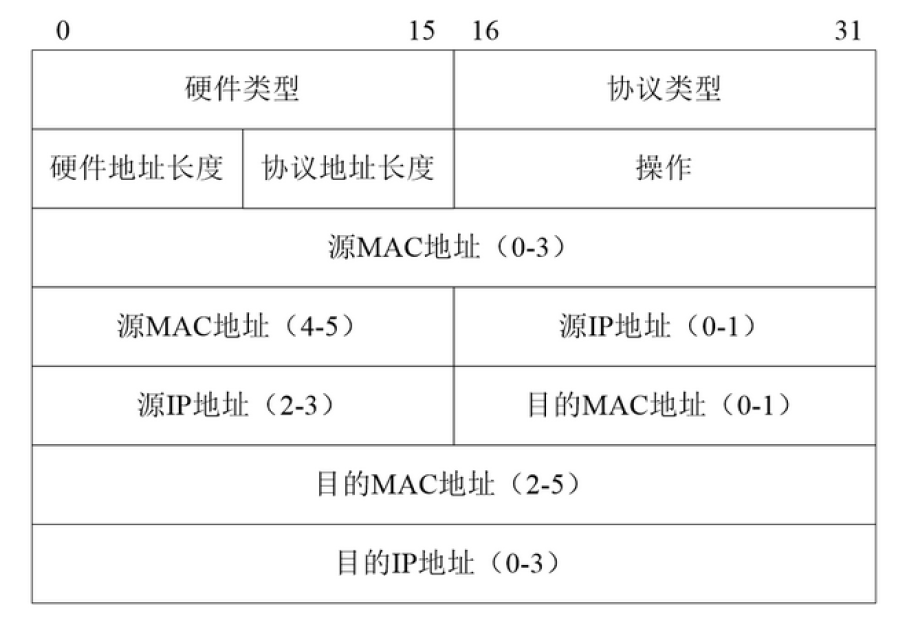 0 15 16 31
硬件类型 协议类型
硬件地址长度 协议地址长度 操作
源MAC地址（0-3）
源MAC地址（4-5） 源IP地址（0-1）
源IP地址（2-3） 目的MAC地址（0-1）
目的MAC地址（2-5）
目的IP地址（0-3）